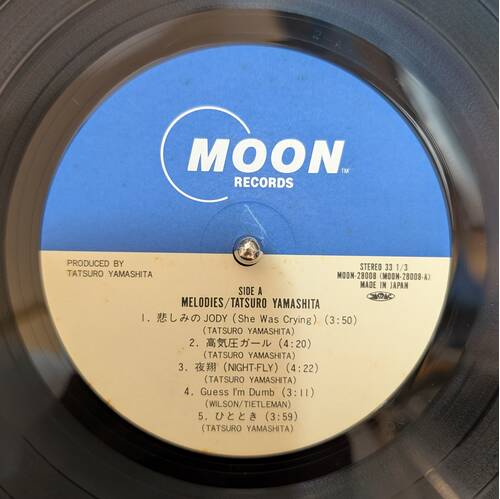 MOON™
RECORDS
PRODUCED BY
TATSURO YAMASHITA
STEREO 33 1/3
MOON-28008 (MOON-28008-A)
MADE IN JAPAN
SIDE A
MELODIES/TATSURO YAMASHITA
1. 悲しみのJODY (She Was Crying) (3:50)
(TATSURO YAMASHITA)
2. 高気圧ガール (4:20)
(TATSURO YAMASHITA)
3. 夜翔 (NIGHT-FLY) (4:22)
(TATSURO YAMASHITA)
4. Guess I'm Dumb (3:11)
(WILSON/TIETLEMAN)
5. ひととき (3:59)
(TATSURO YAMASHITA)